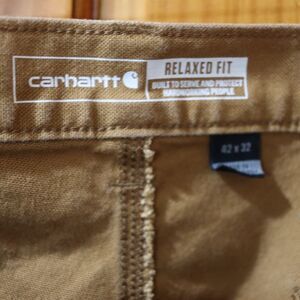 carhartt
RELAXED FIT
BUILT TO SERVE AND PROTECT
HARDWORKING PEOPLE
42 x 32